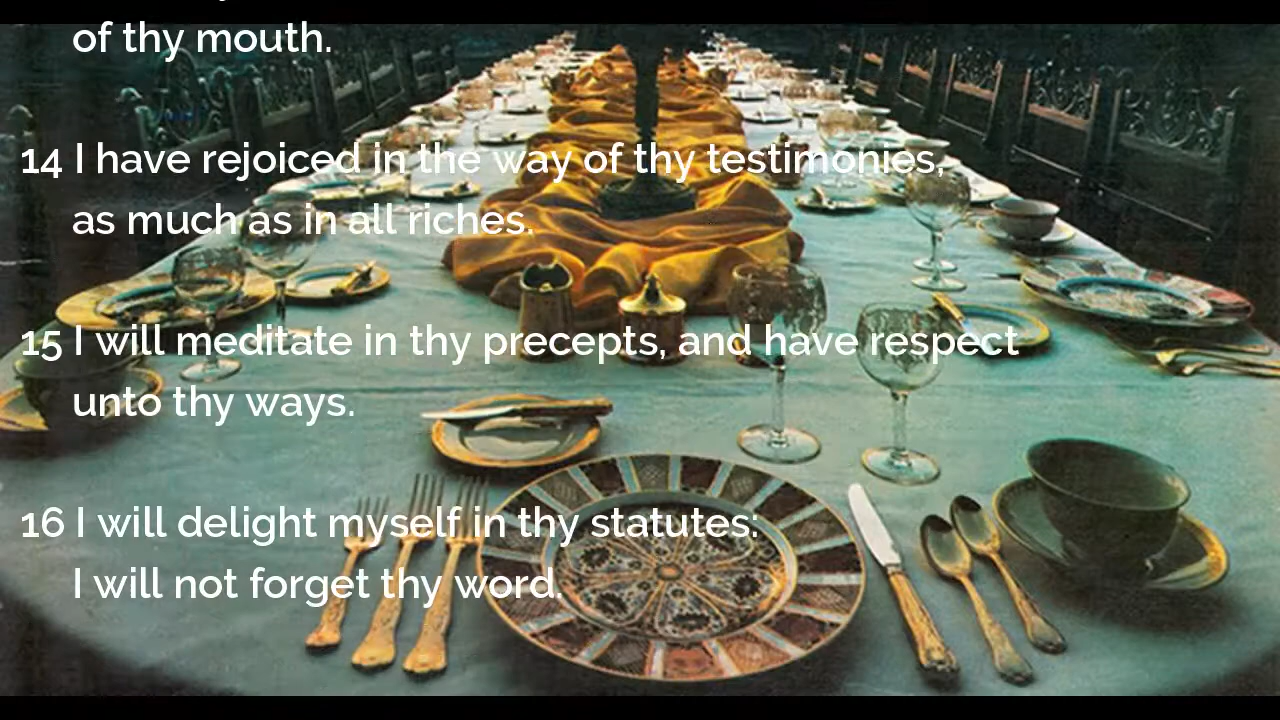 of thy mouth.
14 I have rejoiced in the way of thy testimonies,
as much as in all riches.
15 I will meditate in thy precepts, and have respect
unto thy ways.
16 I will delight myself in thy statutes:
I will not forget thy word.